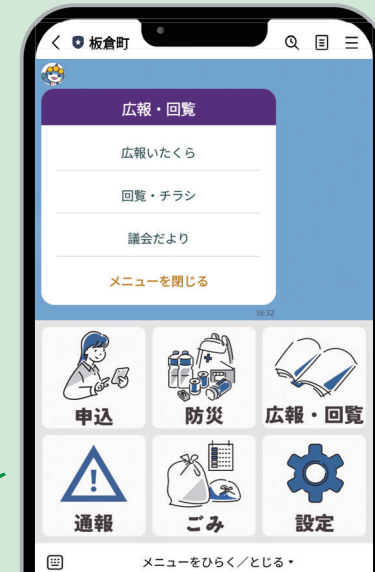 板倉町
広報・回覧
広報いたくら
回覧・チラシ
議会だより
メニューを閉じる
18:32
申込
防災
広報・回覧
通報
ごみ
設定
メニューをひらく／とじる▾